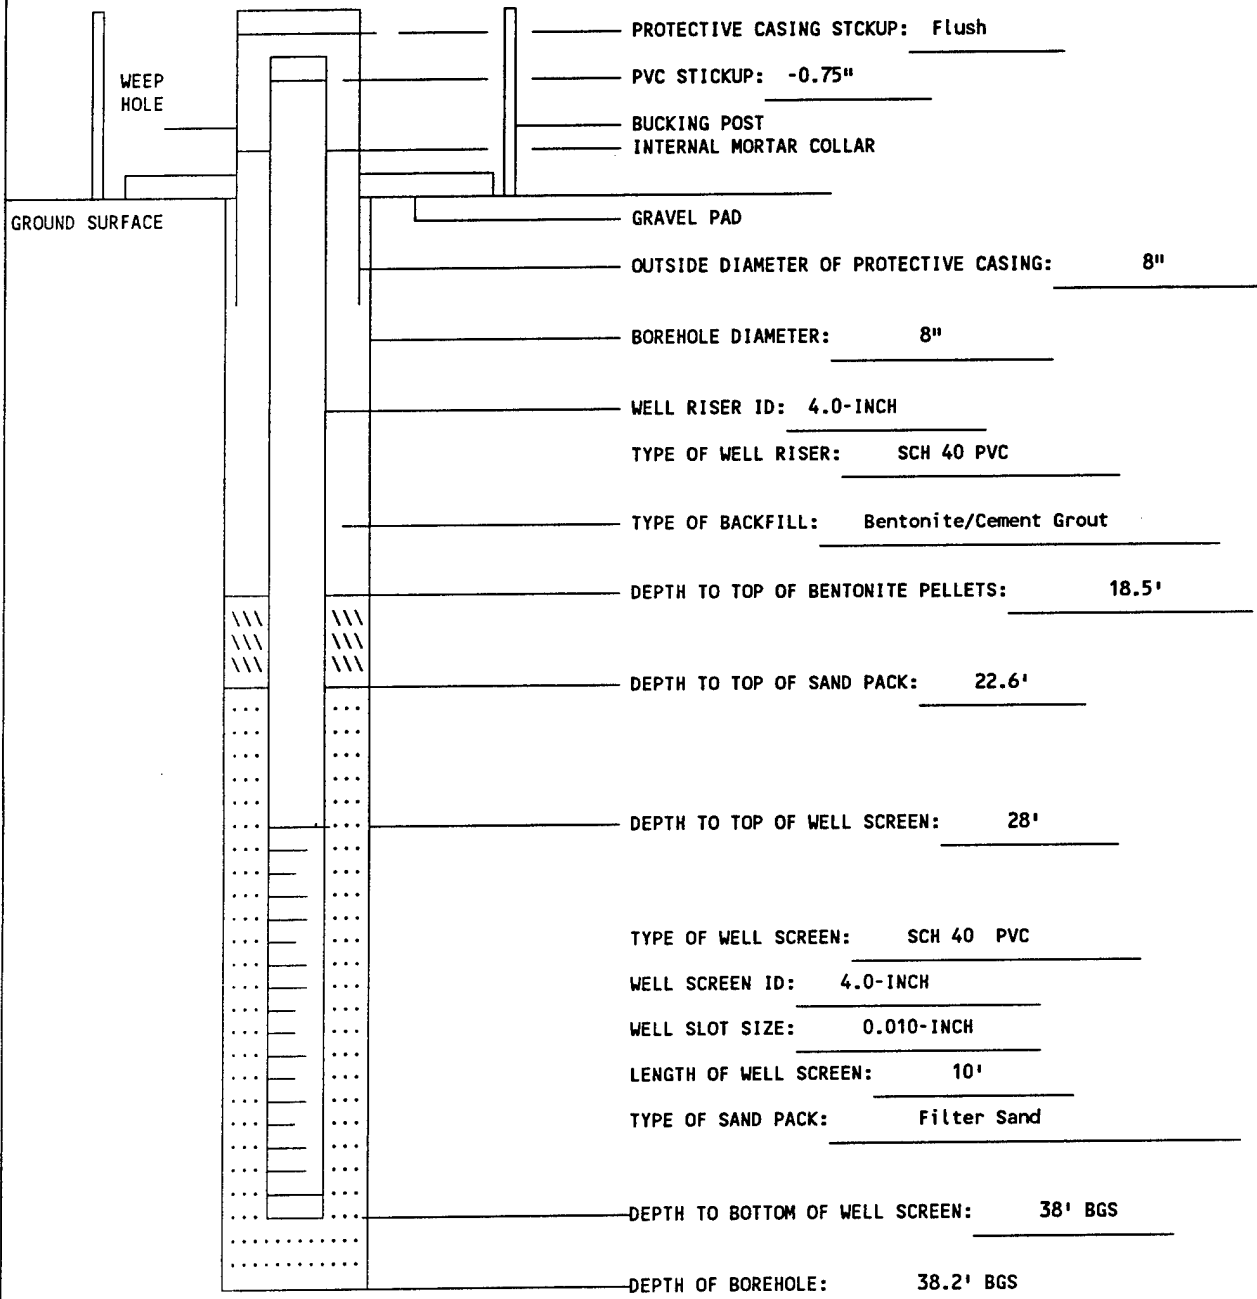 PROTECTIVE CASING STCKUP: Flush
WEEP HOLE
PVC STICKUP: -0.75"
BUCKING POST
INTERNAL MORTAR COLLAR
GROUND SURFACE
GRAVEL PAD
OUTSIDE DIAMETER OF PROTECTIVE CASING: 8"
BOREHOLE DIAMETER: 8"
WELL RISER ID: 4.0-INCH
TYPE OF WELL RISER: SCH 40 PVC
TYPE OF BACKFILL: Bentonite/Cement Grout
DEPTH TO TOP OF BENTONITE PELLETS: 18.5'
DEPTH TO TOP OF SAND PACK: 22.6'
DEPTH TO TOP OF WELL SCREEN: 28'
TYPE OF WELL SCREEN: SCH 40 PVC
WELL SCREEN ID: 4.0-INCH
WELL SLOT SIZE: 0.010-INCH
LENGTH OF WELL SCREEN: 10'
TYPE OF SAND PACK: Filter Sand
DEPTH TO BOTTOM OF WELL SCREEN: 38' BGS
DEPTH OF BOREHOLE: 38.2' BGS